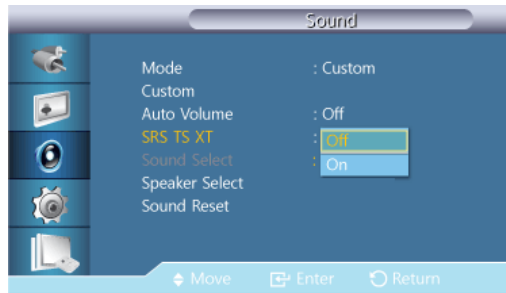 Sound
Mode : Custom
Custom
Auto Volume : Off
SRS TS XT : Off
On
Sound Select :
Speaker Select
Sound Reset
Move Enter Return